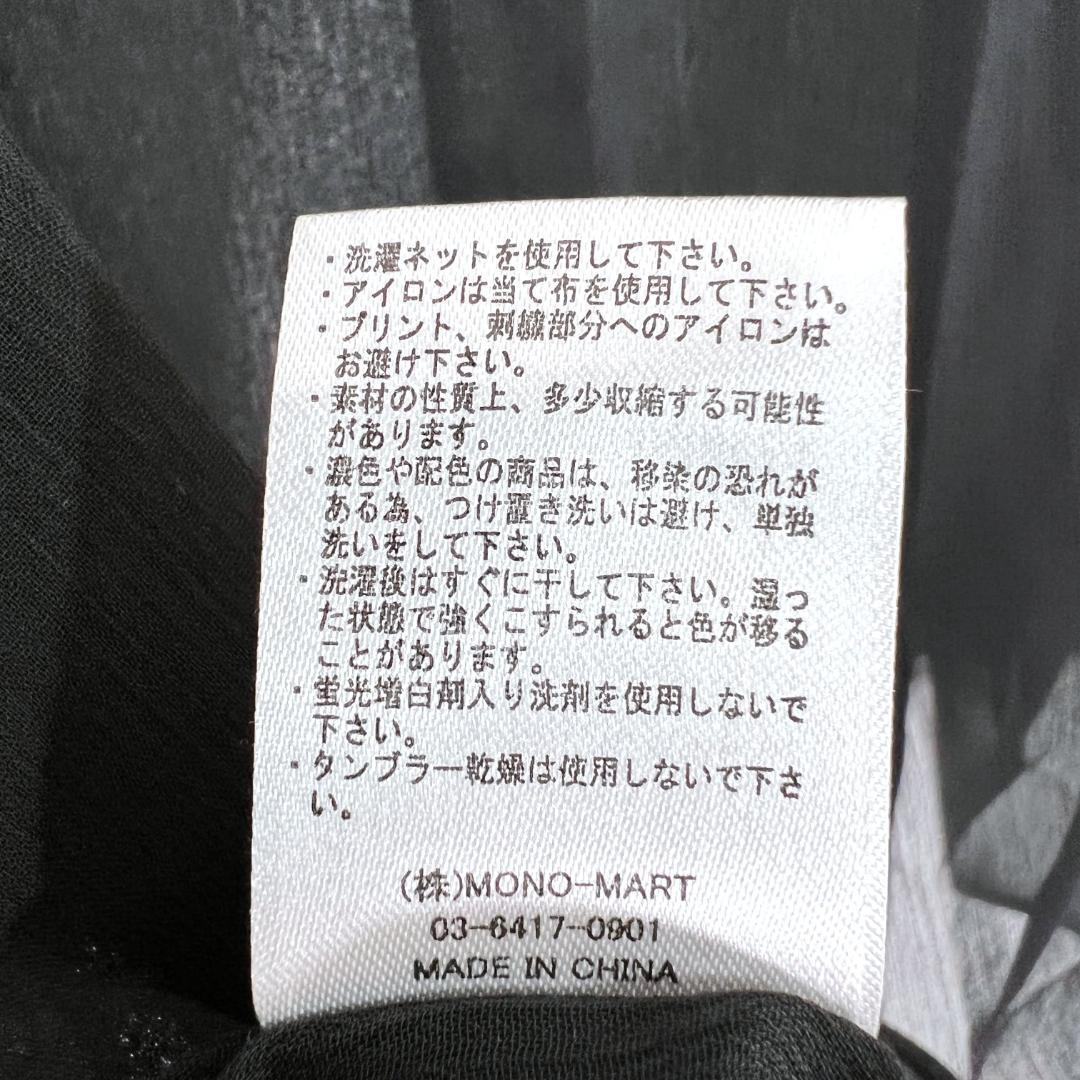 ・洗濯ネットを使用して下さい。
・アイロンは当て布を使用して下さい。
・プリント、刺繍部分へのアイロンは
お避け下さい。
・素材の性質上、多少収縮する可能性
があります。
・濃色や配色の商品は、移染の恐れが
ある為、つけ置き洗いは避け、単独
洗いをして下さい。
・洗濯後はすぐに干して下さい。湿っ
た状態で強くこすられると色が移る
ことがあります。
・蛍光増白剤入り洗剤を使用しないで
下さい。
・タンブラー乾燥は使用しないで下さ
い。
(株)MONO-MART
03-6417-0901
MADE IN CHINA